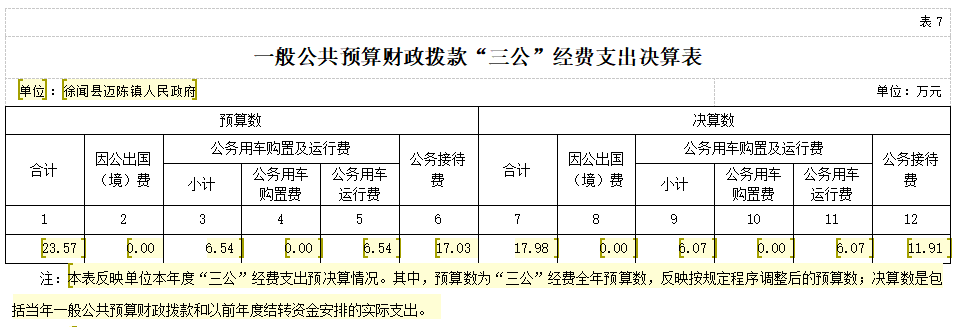 表 7
一般公共预算财政拨款“三公”经费支出决算表
单位：徐闻县迈陈镇人民政府 单位：万元
预算数 决算数
合计 因公出国（境）费 公务用车购置及运行费 公务接待费 合计 因公出国（境）费 公务用车购置及运行费 公务接待费
小计 公务用车购置费 公务用车运行费 小计 公务用车购置费 公务用车运行费
1 2 3 4 5 6 7 8 9 10 11 12
23.57 0.00 6.54 0.00 6.54 17.03 17.98 0.00 6.07 0.00 6.07 11.91
注：本表反映单位本年度“三公”经费支出预决算情况。其中，预算数为“三公”经费全年预算数，反映按规定程序调整后的预算数；决算数是包
括当年一般公共预算财政拨款和以前年度结转资金安排的实际支出。